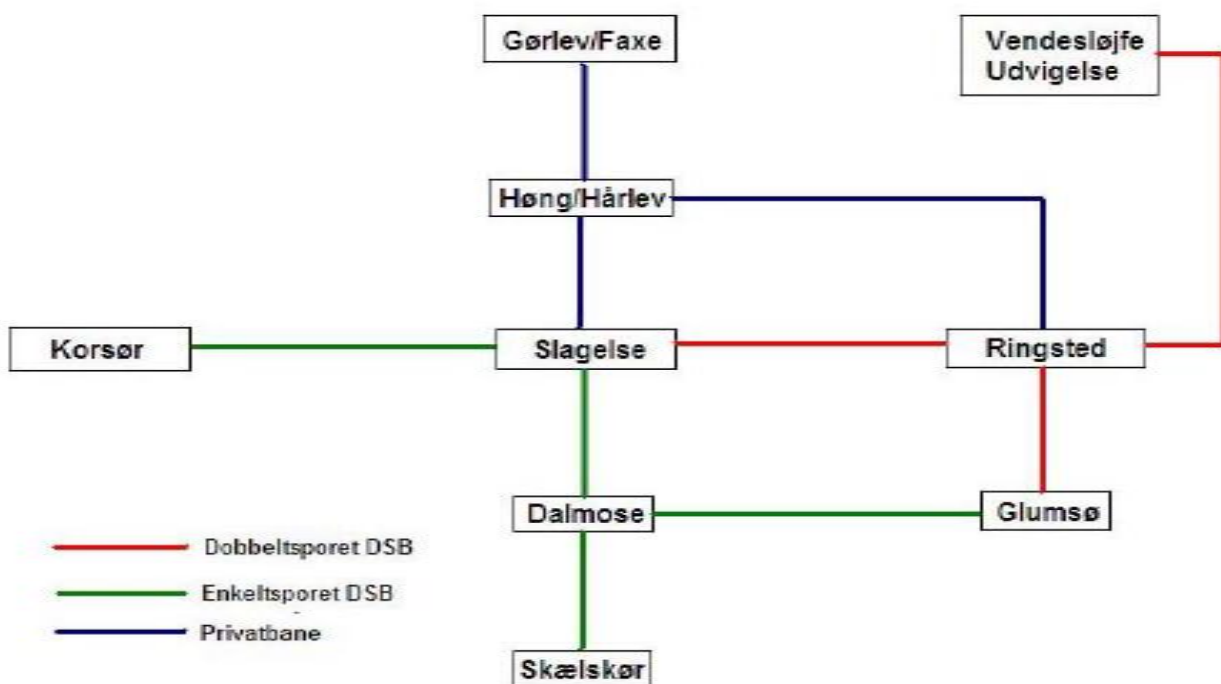 Gørlev/Faxe
Vendesløjfe
Udvigelse
Høng/Hårlev
Korsør
Slagelse
Ringsted
Dalmose
Glumsø
Dobbeltsporet DSB
Enkeltsporet DSB
Privatbane
Skælskør